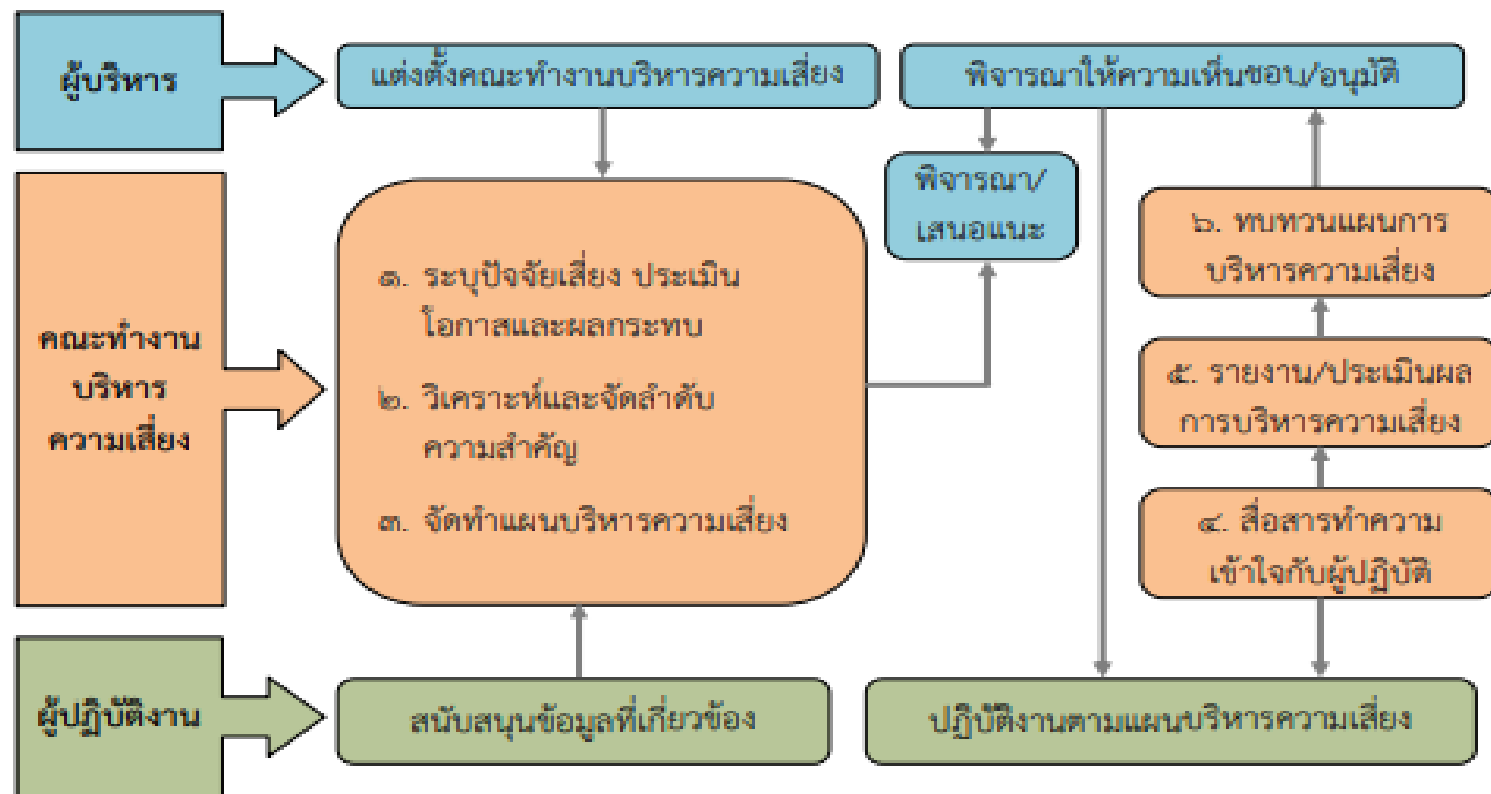 ผู้บริหาร
แต่งตั้งคณะทำงานบริหารความเสี่ยง
พิจารณาให้ความเห็นชอบ/อนุมัติ
พิจารณา/
เสนอแนะ
คณะทำงาน
บริหาร
ความเสี่ยง
๑. ระบุปัจจัยเสี่ยง ประเมิน
โอกาสและผลกระทบ
๒. วิเคราะห์และจัดลำดับ
ความสำคัญ
๓. จัดทำแผนบริหารความเสี่ยง
๖. ทบทวนแผนการ
บริหารความเสี่ยง
๕. รายงาน/ประเมินผล
การบริหารความเสี่ยง
๔. สื่อสารทำความ
เข้าใจกับผู้ปฏิบัติ
ผู้ปฏิบัติงาน
สนับสนุนข้อมูลที่เกี่ยวข้อง
ปฏิบัติงานตามแผนบริหารความเสี่ยง